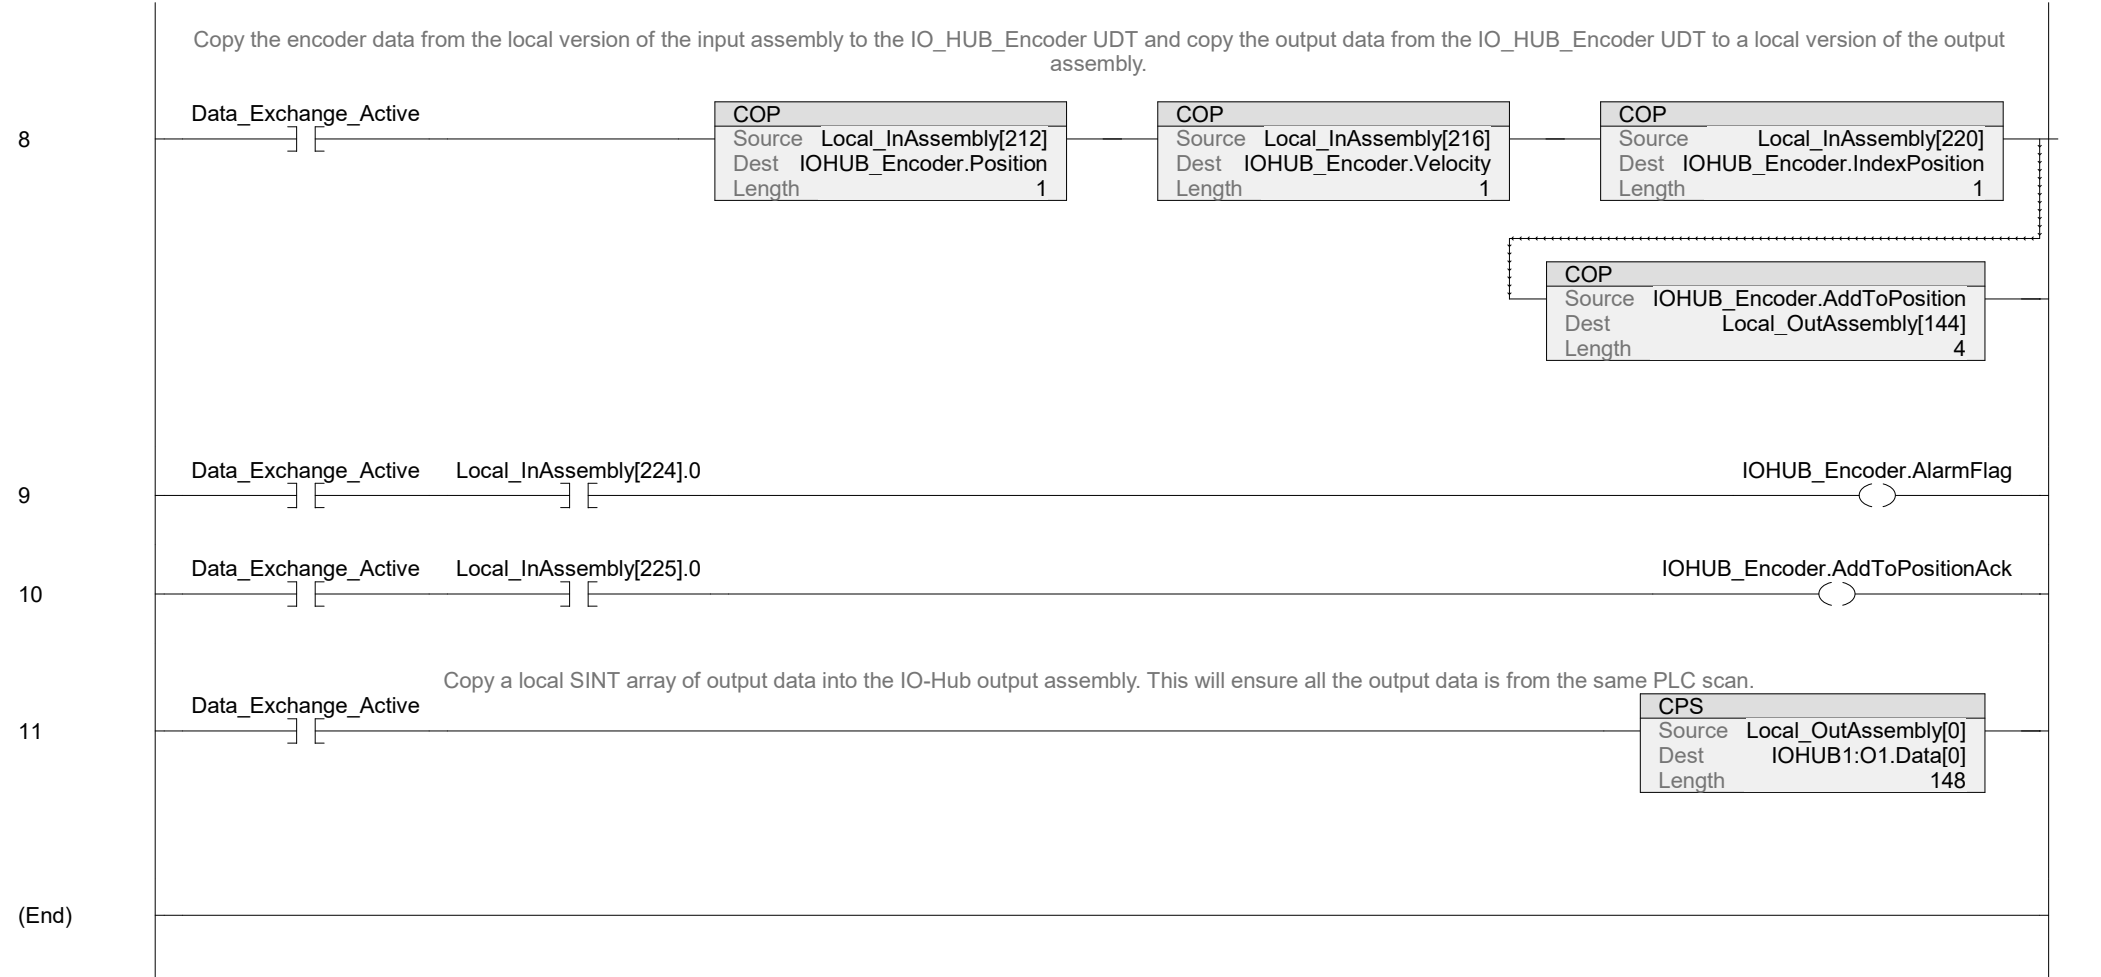 Copy the encoder data from the local version of the input assembly to the IO_HUB_Encoder UDT and copy the output data from the IO_HUB_Encoder UDT to a local version of the output
assembly.
8
Data_Exchange_Active
COP
Source Local_InAssembly[212]
Dest IOHUB_Encoder.Position
Length 1
COP
Source Local_InAssembly[216]
Dest IOHUB_Encoder.Velocity
Length 1
COP
Source Local_InAssembly[220]
Dest IOHUB_Encoder.IndexPosition
Length 1
COP
Source IOHUB_Encoder.AddToPosition
Dest Local_OutAssembly[144]
Length 4
9
Data_Exchange_Active Local_InAssembly[224].0 IOHUB_Encoder.AlarmFlag
10
Data_Exchange_Active Local_InAssembly[225].0 IOHUB_Encoder.AddToPositionAck
Copy a local SINT array of output data into the IO-Hub output assembly. This will ensure all the output data is from the same PLC scan.
11
Data_Exchange_Active
CPS
Source Local_OutAssembly[0]
Dest IOHUB1:O1.Data[0]
Length 148
(End)